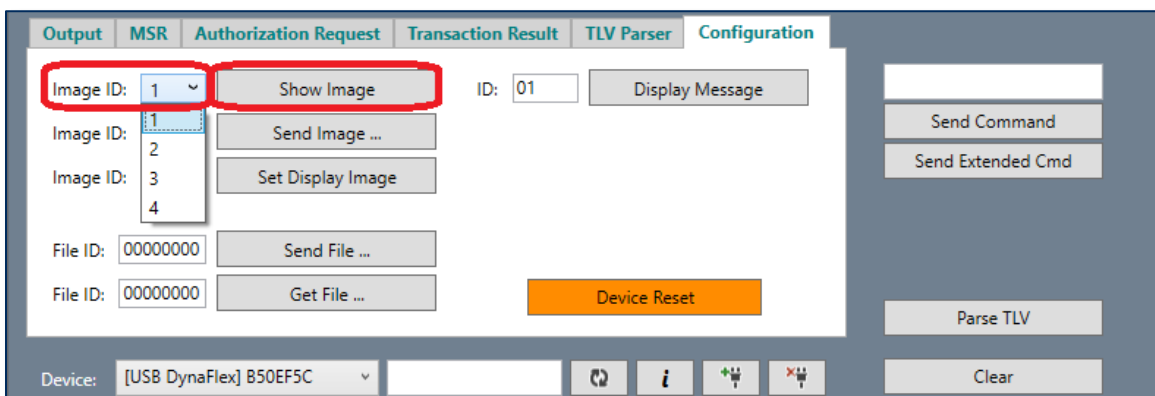 Output MSR Authorization Request Transaction Result TLV Parser Configuration
Image ID: 1 Show Image ID: 01 Display Message
1
Image ID: Send Image ... Send Command
2
Send Extended Cmd
Image ID: 3 Set Display Image
4
File ID: 00000000 Send File ...
File ID: 00000000 Get File ... Device Reset
Parse TLV
Device: [USB DynaFlex] B50EF5C i Clear